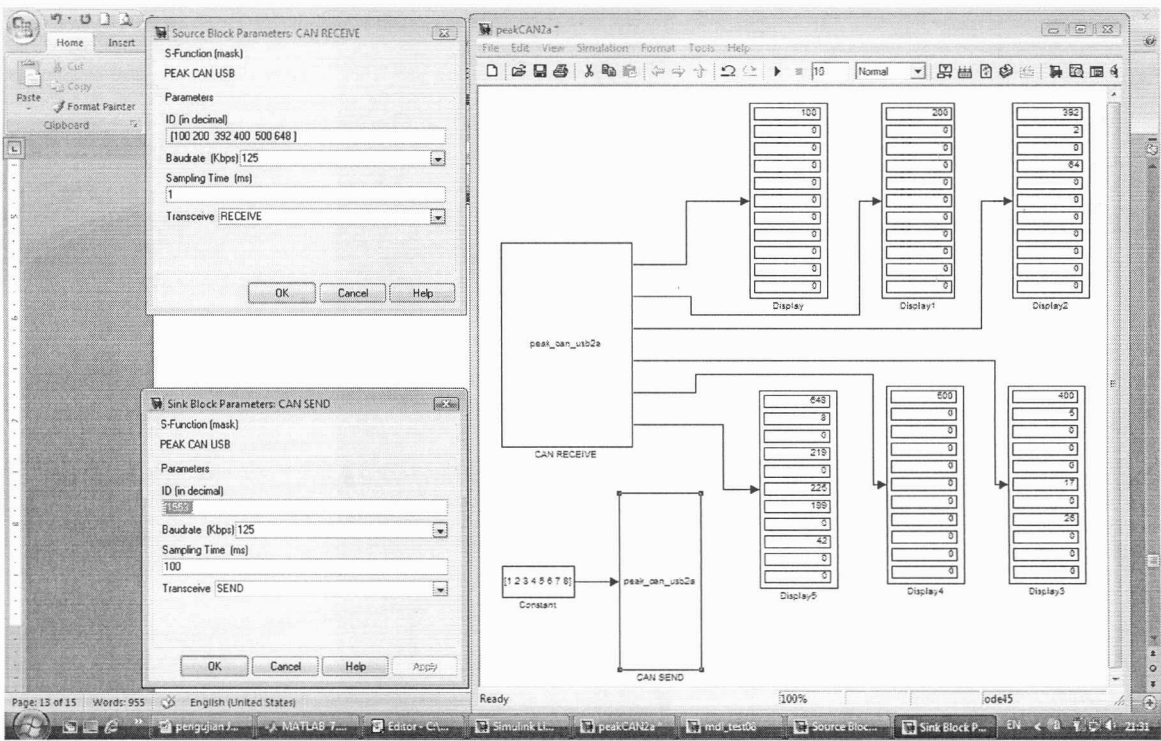 Home Insert
Cut
Copy
Paste
Format Painter
Clipboard
Source Block Parameters: CAN RECEIVE
S-Function (mask)
PEAK CAN USB
Parameters
ID (in decimal)
[100 200 392 400 500 648 ]
Baudrate (Kbps) 125
Sampling Time (ms)
1
Transceive RECEIVE
OK Cancel Help
Sink Block Parameters: CAN SEND
S-Function (mask)
PEAK CAN USB
Parameters
ID (in decimal)
Baudrate (Kbps) 125
Sampling Time (ms)
100
Transceive SEND
OK Cancel Help Apply
peakCAN2a *
File Edit View Simulation Format Tools Help
10 Normal
100
0
0
0
0
0
0
0
0
0
0
Display
200
0
0
0
0
0
0
0
0
0
0
Display1
392
2
0
64
0
0
0
0
0
0
0
Display2
peak_can_usb2a
CAN RECEIVE
648
8
0
219
0
225
199
0
42
0
0
Display5
500
0
0
0
0
0
0
0
0
0
0
Display4
400
5
0
0
0
17
0
26
0
0
0
Display3
[1 2 3 4 5 6 7 8]
Constant
peak_can_usb2a
CAN SEND
Ready 100% ode45
Page: 13 of 15 Words: 955 English (United States)
pengujian J... MATLAB 7.... Editor - C:\... Simulink Li... peakCAN2a * mdl_test06 Source Bloc... Sink Block P... EN 21:31